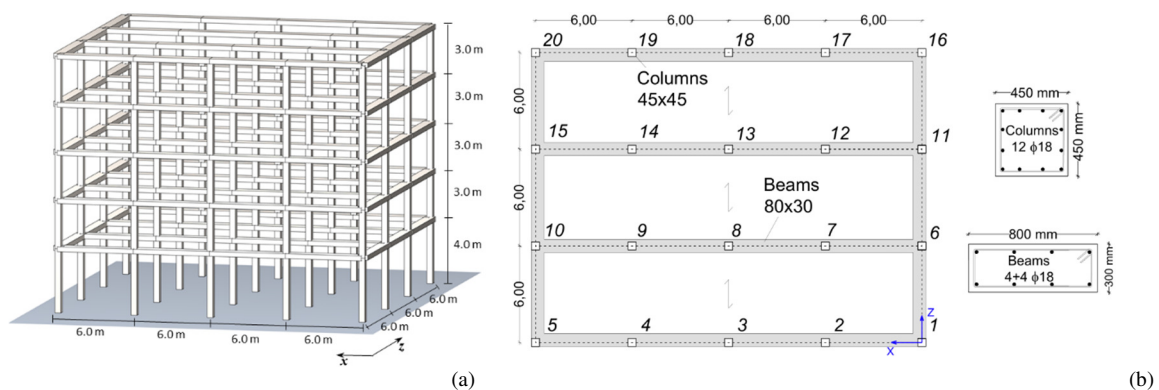 3.0 m
3.0 m
3.0 m
3.0 m
4.0 m
6.0 m
6.0 m
6.0 m
6.0 m
6.0 m
6.0 m
6.0 m
x
z
(a)
6,00
6,00
6,00
6,00
20
19
18
17
16
Columns
45x45
6,00
15
14
13
12
11
6,00
Beams
80x30
10
9
8
7
6
6,00
5
4
3
2
1
Z
X
450 mm
Columns
12 ϕ18
450 mm
800 mm
Beams
4+4 ϕ18
300 mm
(b)